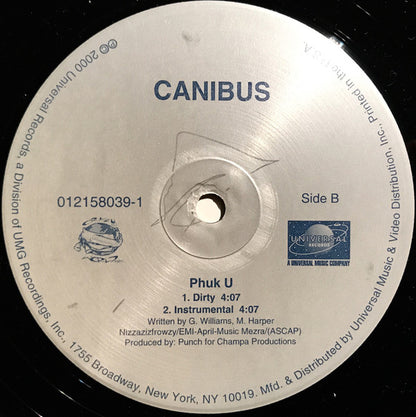 ℗© 2000 Universal Records, a Division of UMG Recordings, Inc., 1755 Broadway, New York, NY 10019. Mfd. & Distributed by Universal Music & Video Distribution, Inc., Printed in the U.S.A.
CANIBUS
012158039-1
Side B
UNIVERSAL
RECORDS
A UNIVERSAL MUSIC COMPANY
Phuk U
1. Dirty 4:07
2. Instrumental 4:07
Written by G. Williams, M. Harper
Nizzazizfrowzy/EMI-April-Music Mezra/(ASCAP)
Produced by: Punch for Champa Productions